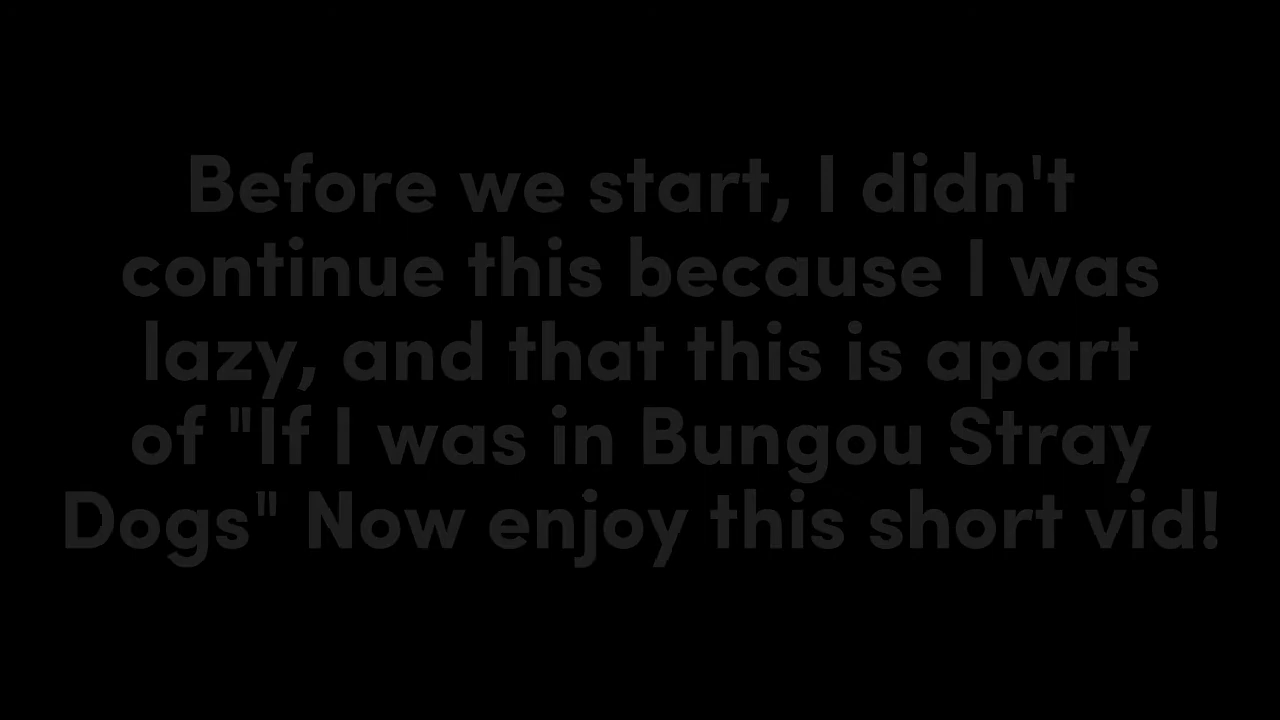 Before we start, I didn't
continue this because I was
lazy, and that this is apart
of "If I was in Bungou Stray
Dogs" Now enjoy this short vid!